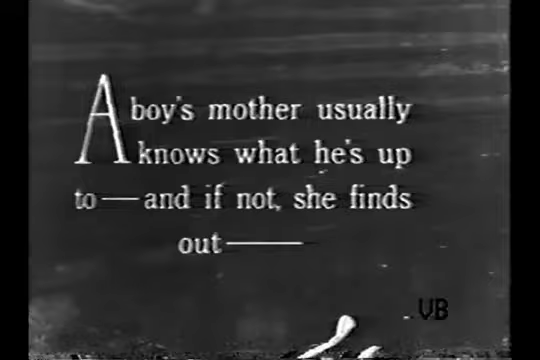 A boy's mother usually
knows what he's up
to — and if not, she finds
out —
VB